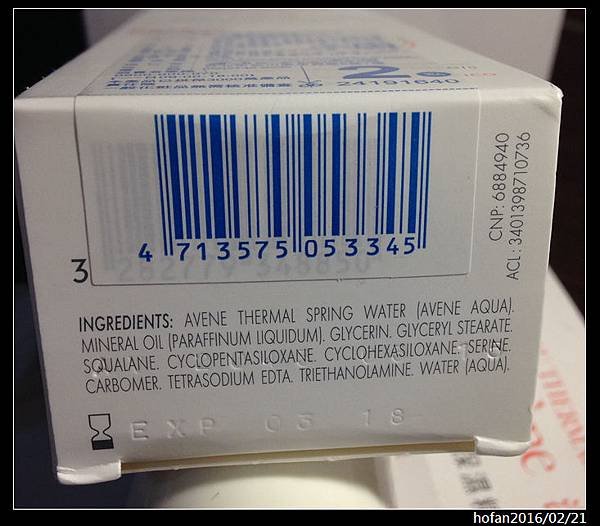 24101640
4 713575 053345
3
CNP: 6884940
ACL: 3401398710736
INGREDIENTS: AVENE THERMAL SPRING WATER (AVENE AQUA).
MINERAL OIL (PARAFFINUM LIQUIDUM). GLYCERIN. GLYCERYL STEARATE.
SQUALANE. CYCLOPENTASILOXANE. CYCLOHEXASILOXANE. SERINE.
CARBOMER. TETRASODIUM EDTA. TRIETHANOLAMINE. WATER (AQUA).
EXP 03 18
THERMA
hofan2016/02/21